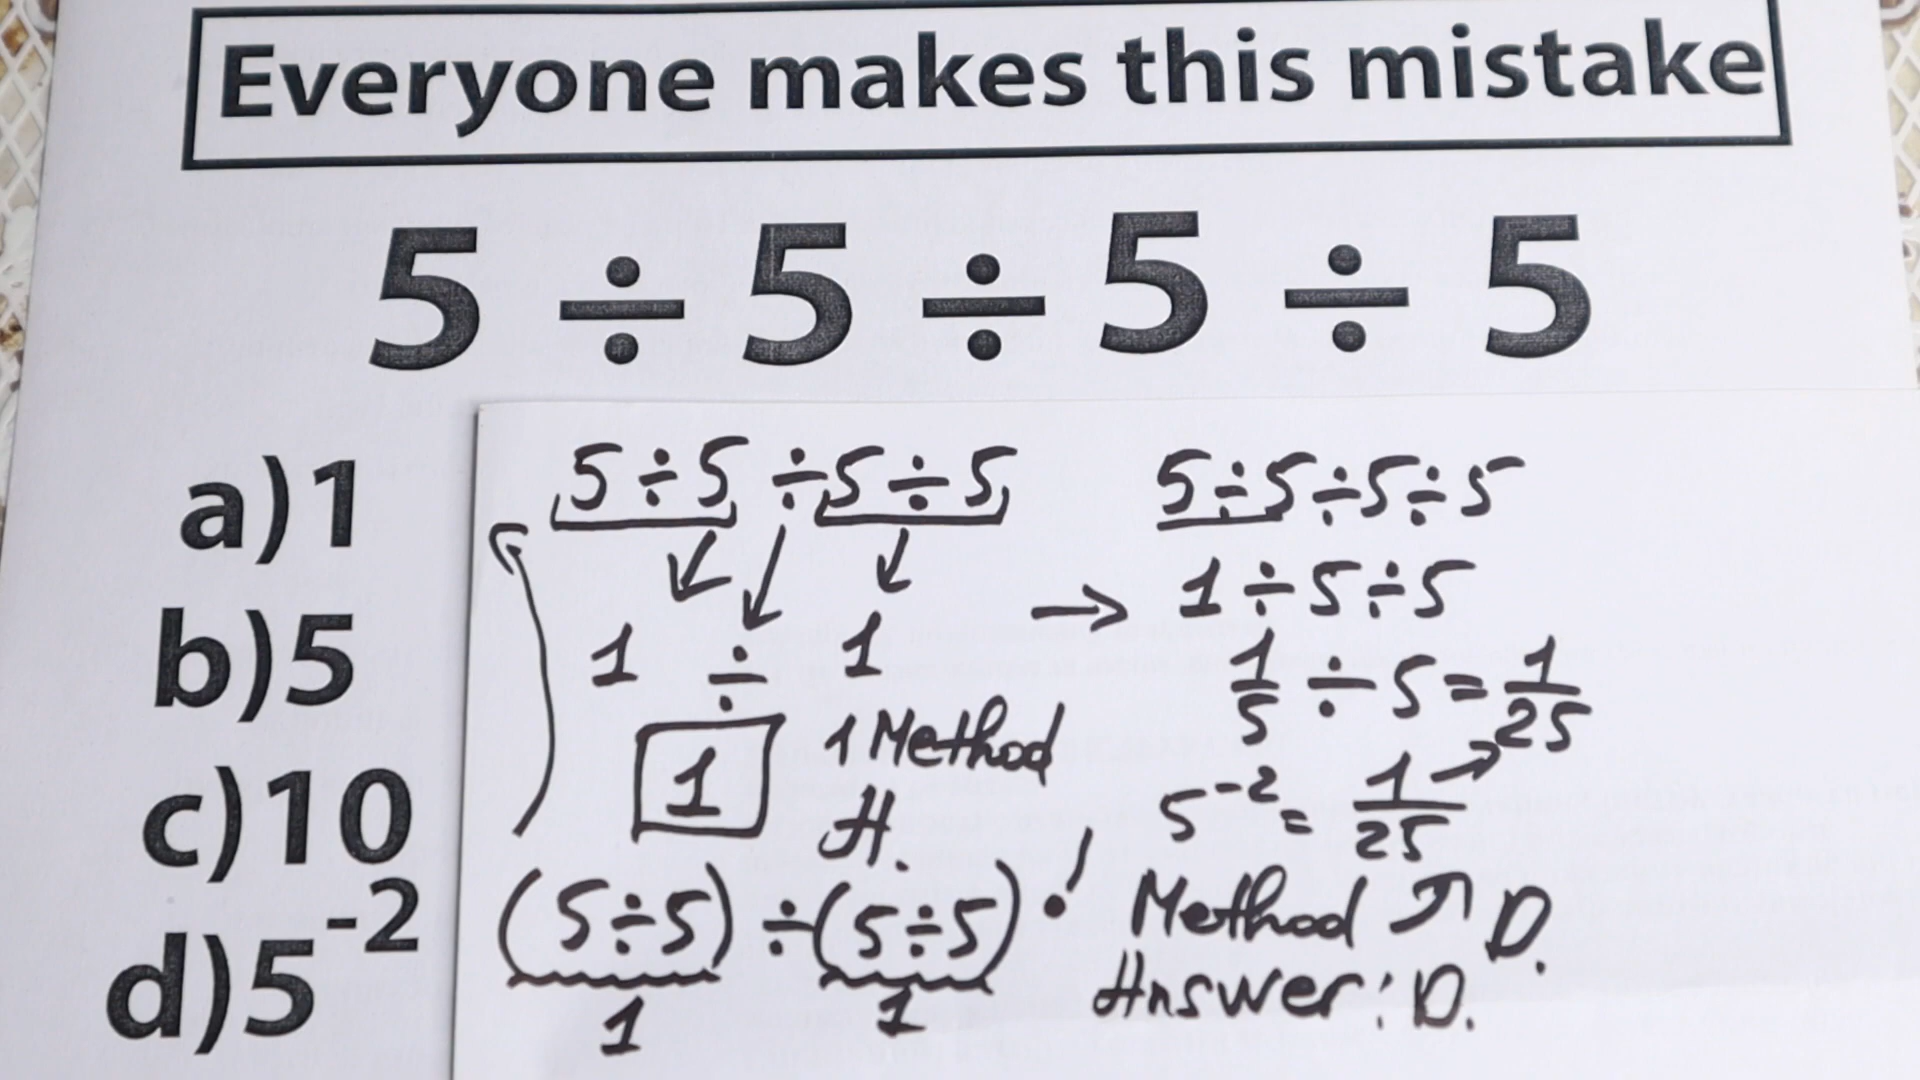 Everyone makes this mistake
5 ÷ 5 ÷ 5 ÷ 5
a) 1
b) 5
c) 10
d) 5⁻²
5 ÷ 5 ÷ 5 ÷ 5
1 ÷ 1
1
1 Method
A.
(5 ÷ 5) ÷ (5 ÷ 5) !
1 1
→ 5 ÷ 5 ÷ 5 ÷ 5
1 ÷ 5 ÷ 5
1/5 ÷ 5 = 1/25
5⁻² = 1/25
Method ↗ D.
Answer: D.